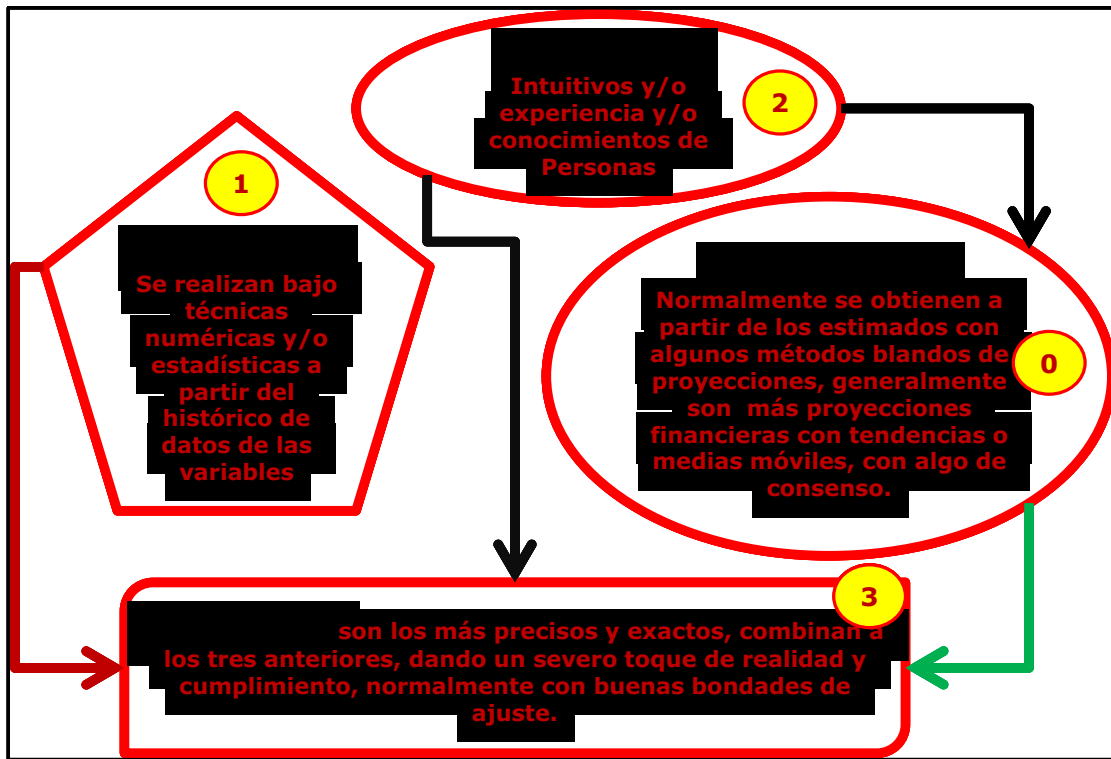 Intuitivos y/o
experiencia y/o
conocimientos de
Personas
2
1
Se realizan bajo
técnicas
numéricas y/o
estadísticas a
partir del
histórico de
datos de las
variables
Normalmente se obtienen a
partir de los estimados con
algunos métodos blandos de
proyecciones, generalmente
son más proyecciones
financieras con tendencias o
medias móviles, con algo de
consenso.
0
3
son los más precisos y exactos, combinan a
los tres anteriores, dando un severo toque de realidad y
cumplimiento, normalmente con buenas bondades de
ajuste.